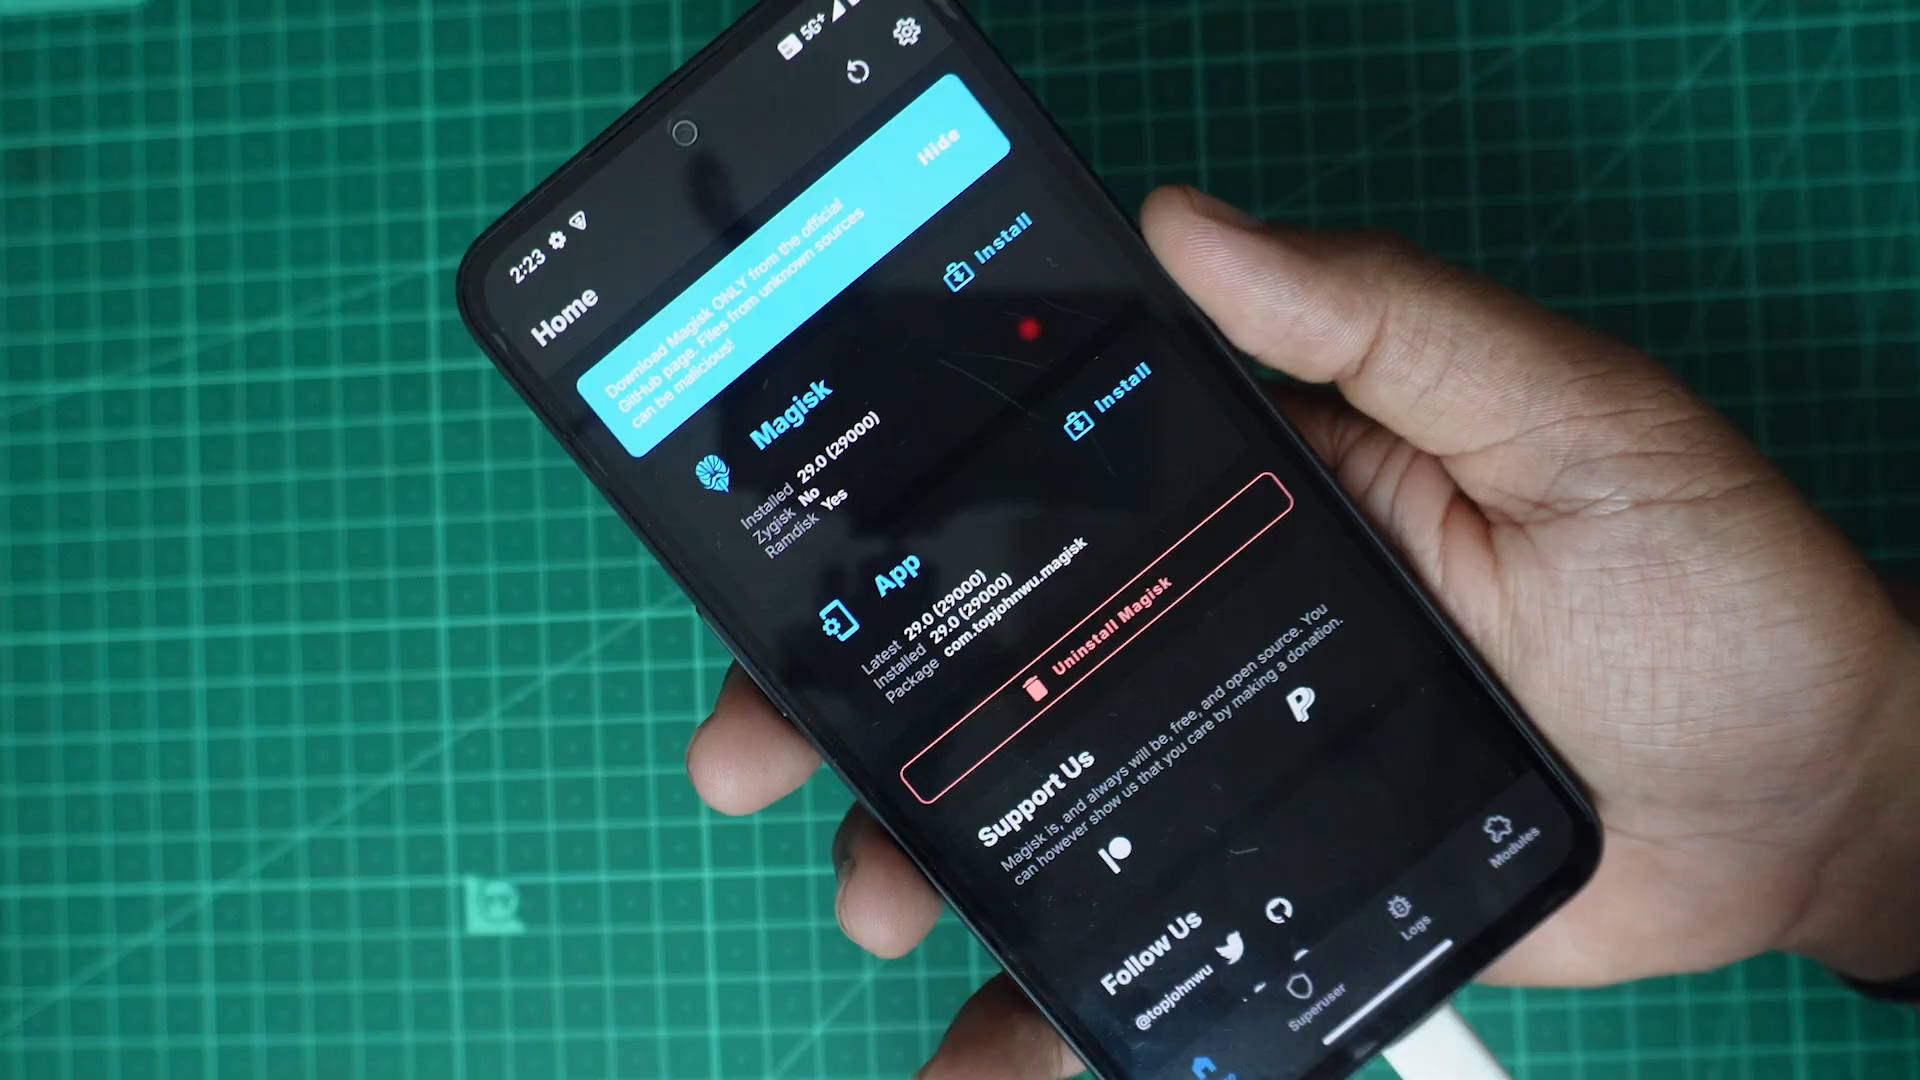 5G+
2:23
Home
Download Magisk ONLY from the official
GitHub page. Files from unknown sources
can be malicious!
Hide
Magisk
Install
Installed 29.0 (29000)
Zygisk No
Ramdisk Yes
App
Install
Latest 29.0 (29000)
Installed 29.0 (29000)
Package com.topjohnwu.magisk
Uninstall Magisk
Support Us
Magisk is, and always will be, free, and open source. You
can however show us that you care by making a donation.
Follow Us
@topjohnwu
Superuser
Logs
Modules